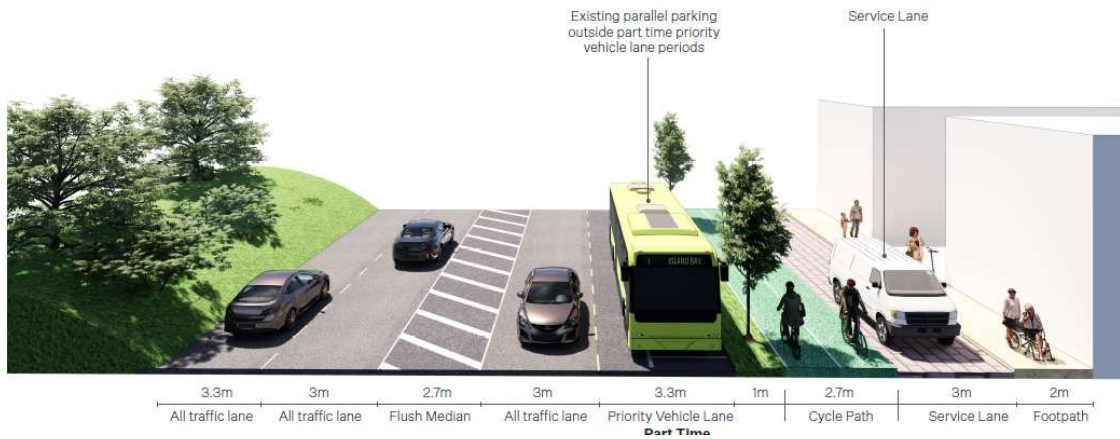 Existing parallel parking
outside part time priority
vehicle lane periods
Service Lane
1 ISLAND BAY
3.3m
3m
2.7m
3m
3.3m
1m
2.7m
3m
2m
All traffic lane
All traffic lane
Flush Median
All traffic lane
Priority Vehicle Lane
Cycle Path
Service Lane
Footpath
Part Time